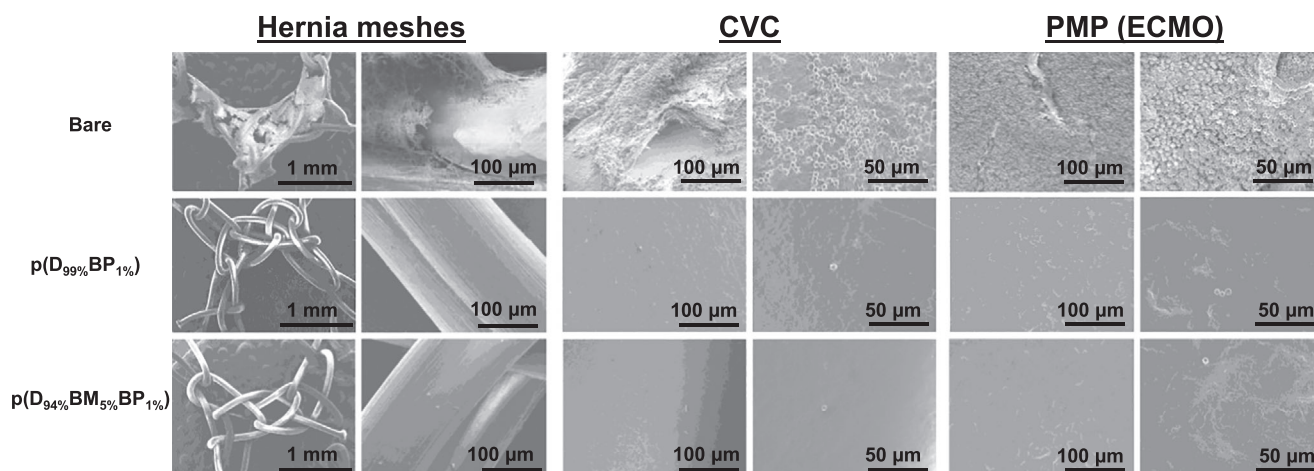 Hernia meshes CVC PMP (ECMO)
Bare
1 mm 100 µm 100 µm 50 µm 100 µm 50 µm
p(D99%BP1%)
1 mm 100 µm 100 µm 50 µm 100 µm 50 µm
p(D94%BM5%BP1%)
1 mm 100 µm 100 µm 50 µm 100 µm 50 µm